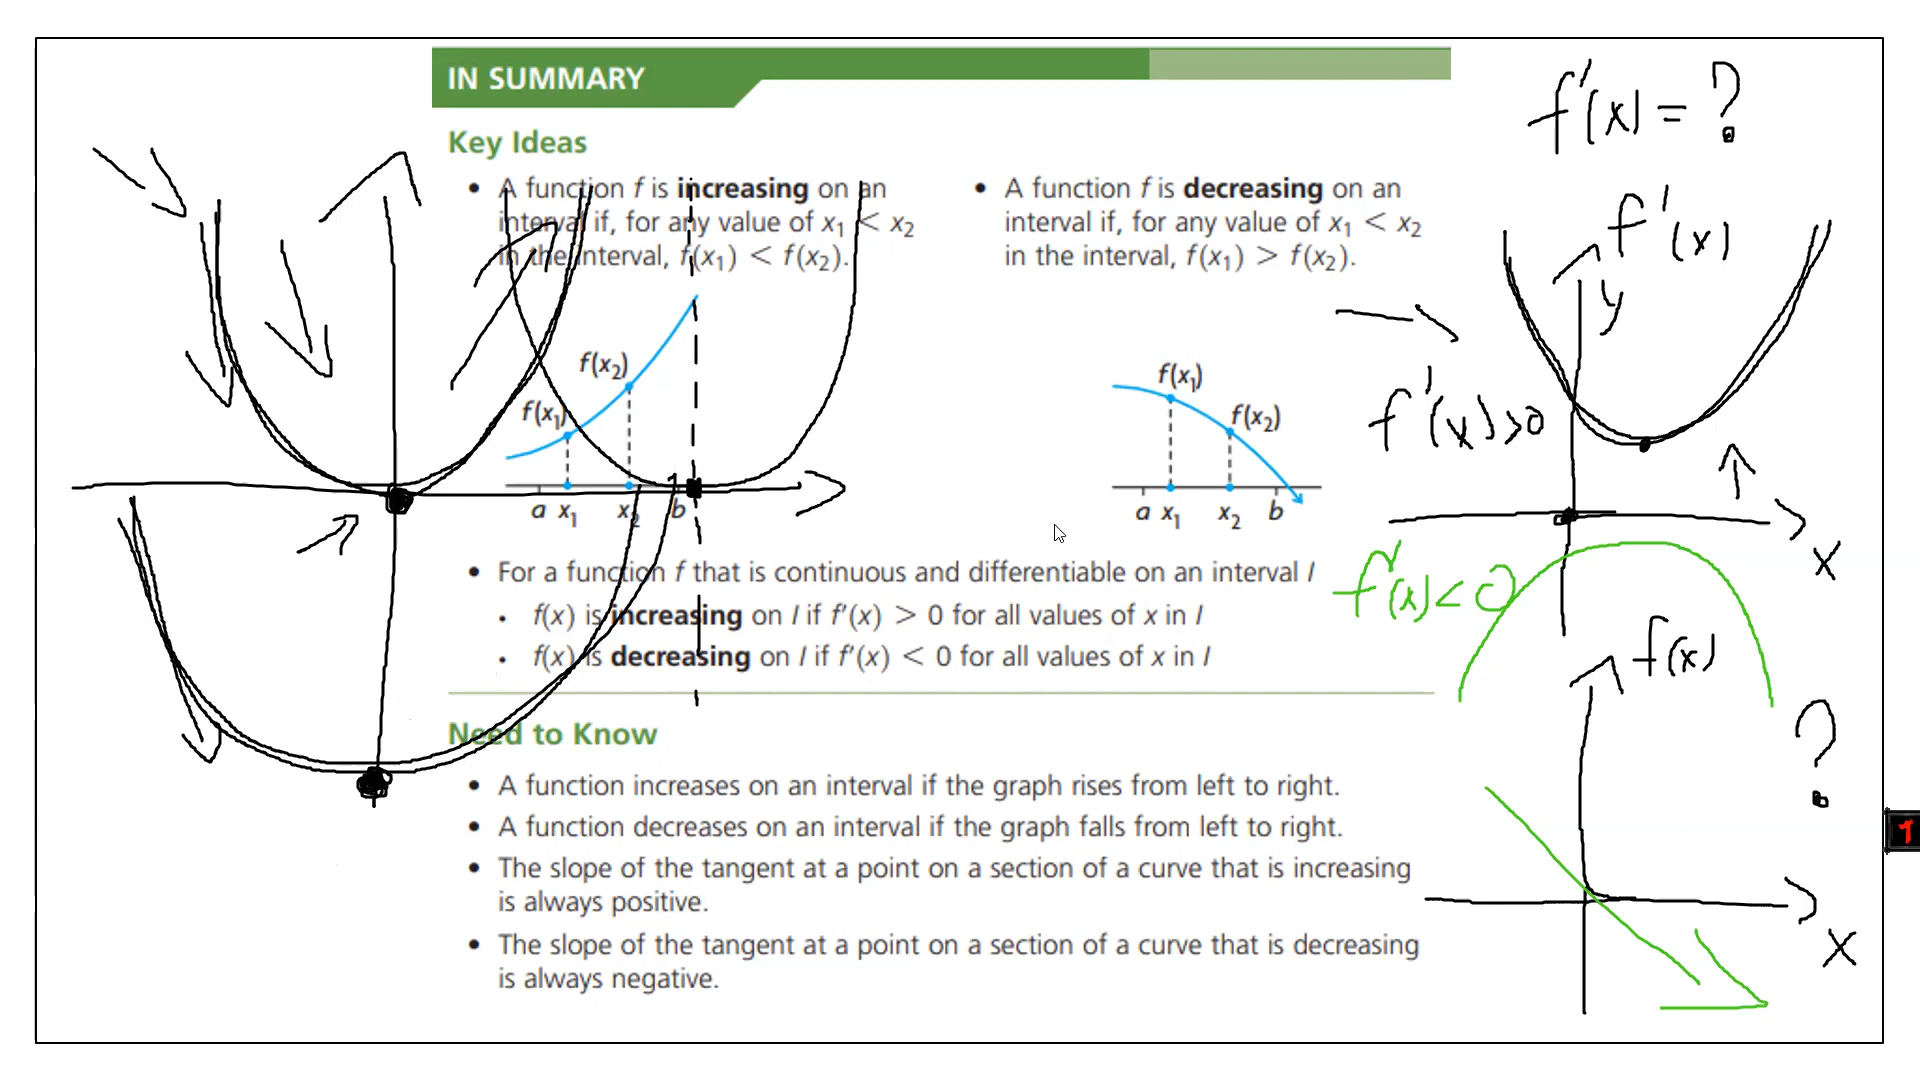 IN SUMMARY
Key Ideas
• A function f is increasing on an
interval if, for any value of x₁ < x₂
in the interval, f(x₁) < f(x₂).
f(x₂)
f(x₁)
a x₁ x₂ b
• A function f is decreasing on an
interval if, for any value of x₁ < x₂
in the interval, f(x₁) > f(x₂).
f(x₁)
f(x₂)
a x₁ x₂ b
• For a function f that is continuous and differentiable on an interval I
• f(x) is increasing on I if f′(x) > 0 for all values of x in I
• f(x) is decreasing on I if f′(x) < 0 for all values of x in I
Need to Know
• A function increases on an interval if the graph rises from left to right.
• A function decreases on an interval if the graph falls from left to right.
• The slope of the tangent at a point on a section of a curve that is increasing
is always positive.
• The slope of the tangent at a point on a section of a curve that is decreasing
is always negative.
f′(x) = ?
f′(x)
y
f′(x) > 0
x
f′(x) < 0
f(x)
?
x
1